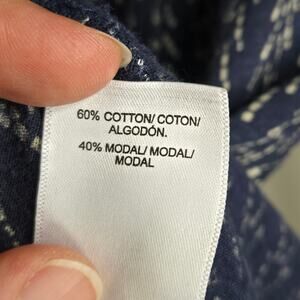 60% COTTON/ COTON/
ALGODÓN.
40% MODAL/ MODAL/
MODAL